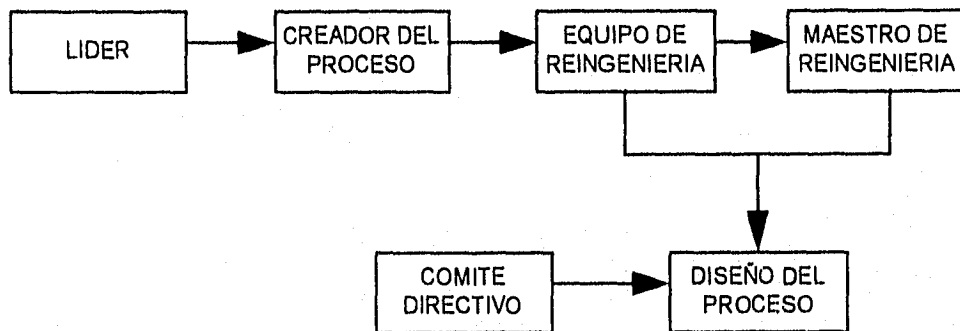 LIDER
CREADOR DEL
PROCESO
EQUIPO DE
REINGENIERIA
MAESTRO DE
REINGENIERIA
COMITE
DIRECTIVO
DISEÑO DEL
PROCESO